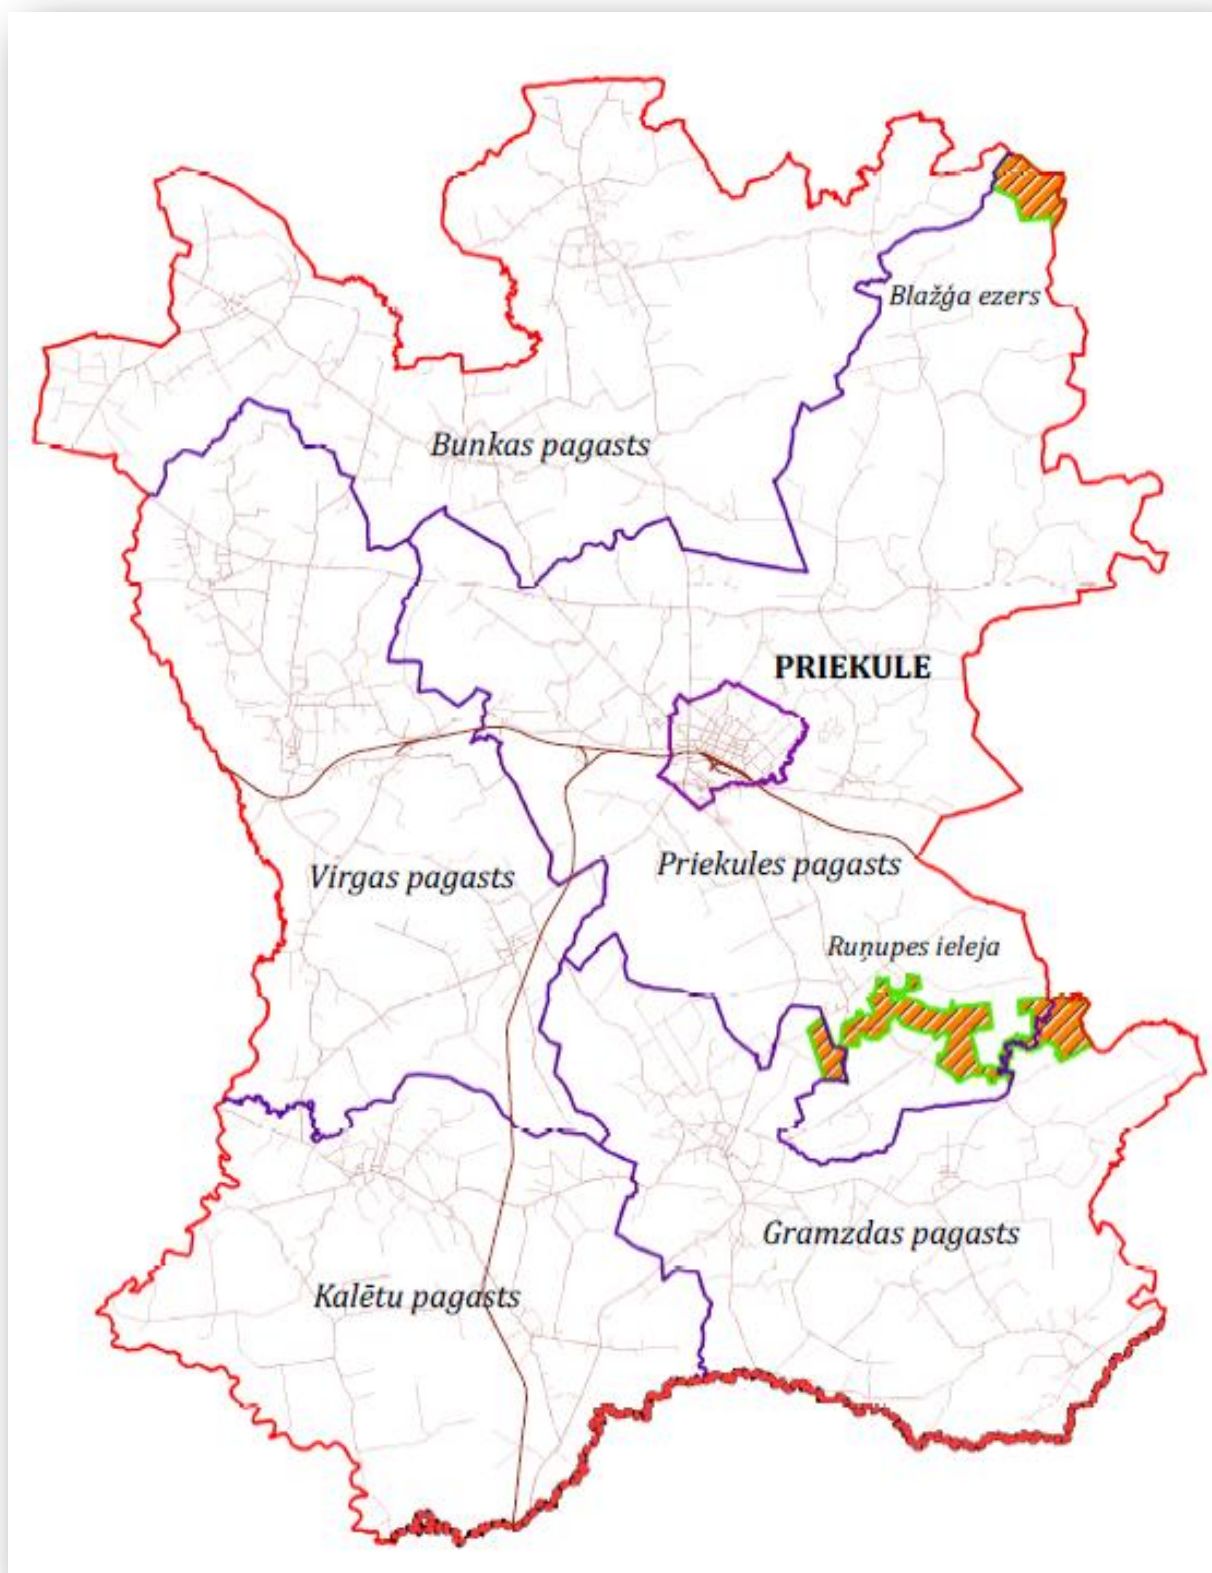 Blažģa ezers
Bunkas pagasts
PRIEKULE
Virgas pagasts
Priekules pagasts
Ruņupes ieleja
Gramzdas pagasts
Kalētu pagasts